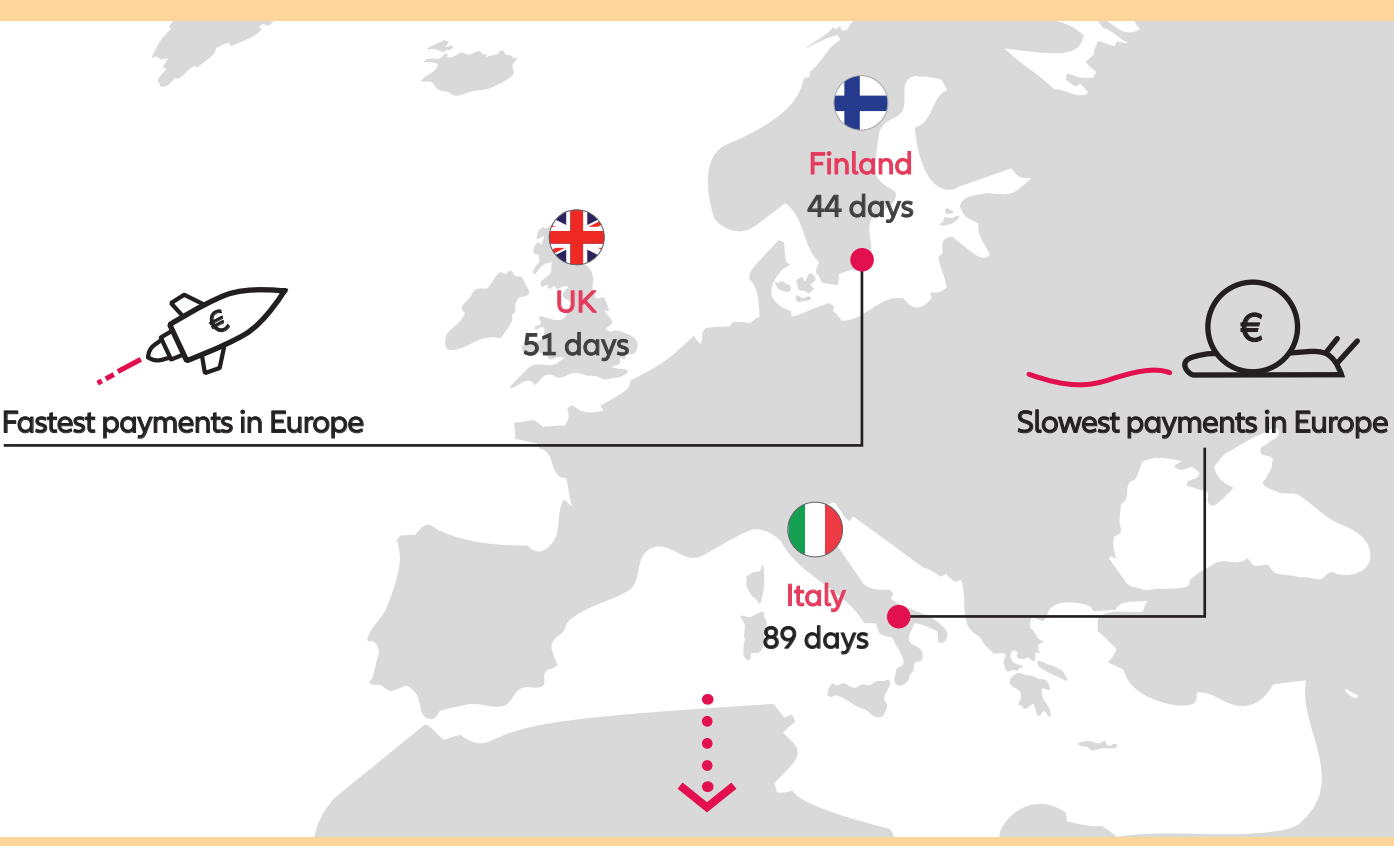 Finland
44 days
UK
51 days
€
€
Fastest payments in Europe
Slowest payments in Europe
Italy
89 days